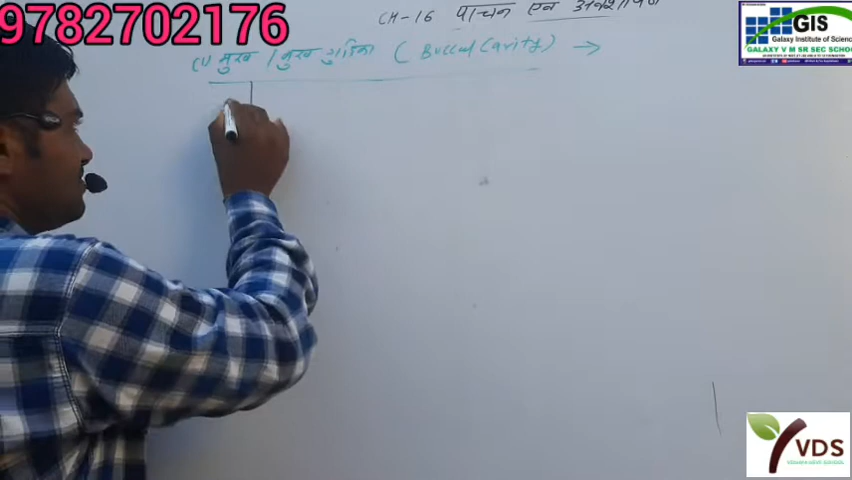 9782702176
CH-16 पाचन एवं अवशोषण
GIS
Galaxy Institute of Science
GALAXY V M SR SEC SCHOOL
(1) मुख / मुख गुहिका ( Buccal Cavity ) →
VDS